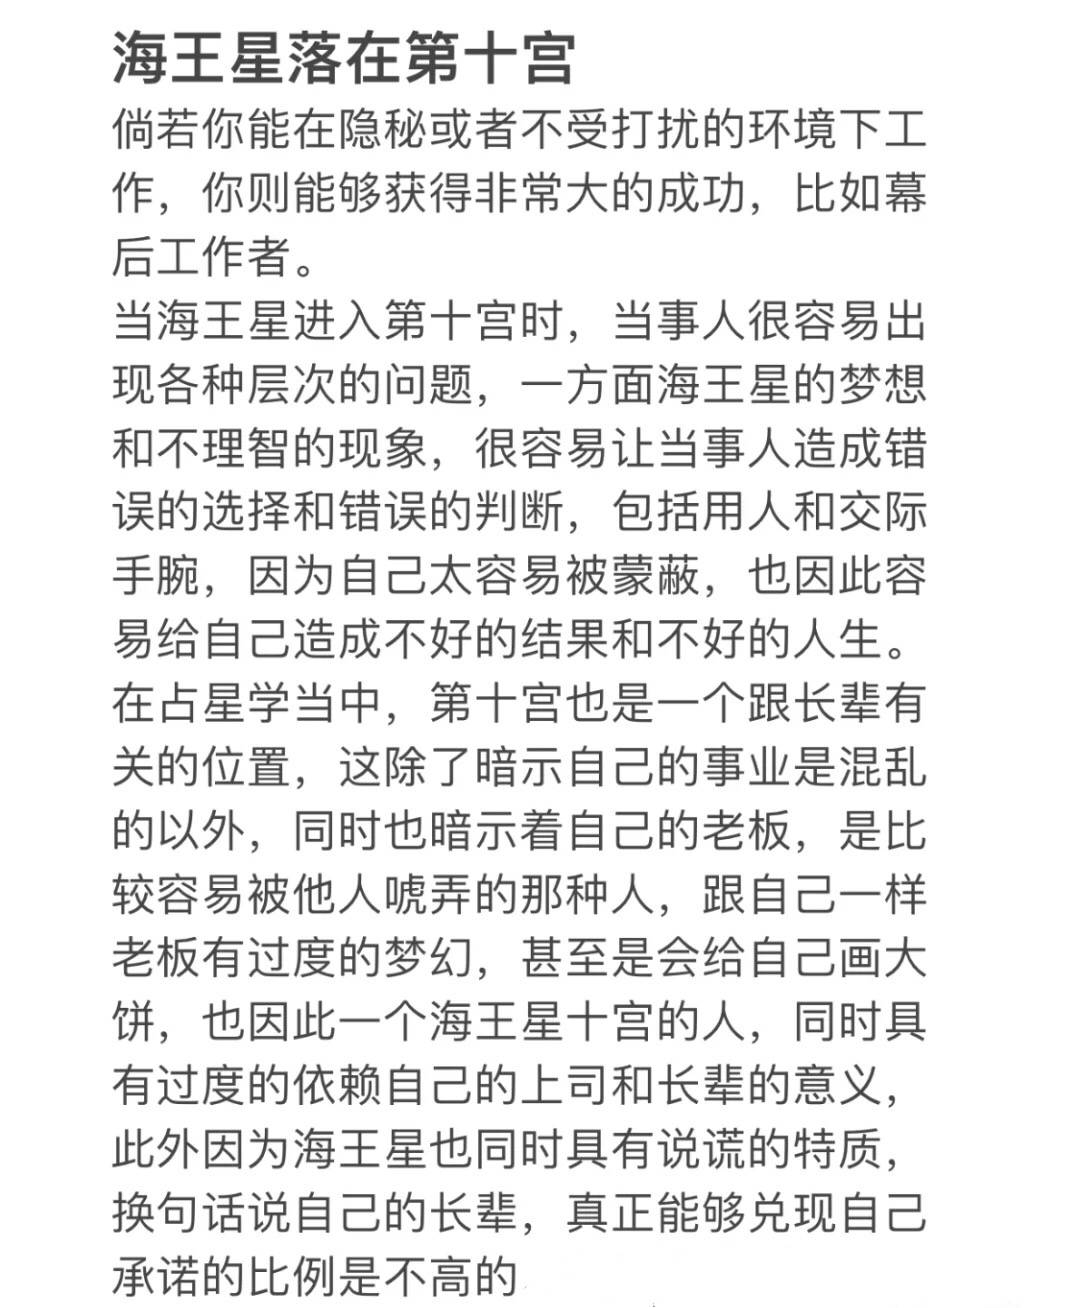 海王星落在第十宫
倘若你能在隐秘或者不受打扰的环境下工
作，你则能够获得非常大的成功，比如幕
后工作者。
当海王星进入第十宫时，当事人很容易出
现各种层次的问题，一方面海王星的梦想
和不理智的现象，很容易让当事人造成错
误的选择和错误的判断，包括用人和交际
手腕，因为自己太容易被蒙蔽，也因此容
易给自己造成不好的结果和不好的人生。
在占星学当中，第十宫也是一个跟长辈有
关的位置，这除了暗示自己的事业是混乱
的以外，同时也暗示着自己的老板，是比
较容易被他人唬弄的那种人，跟自己一样
老板有过度的梦幻，甚至是会给自己画大
饼，也因此一个海王星十宫的人，同时具
有过度的依赖自己的上司和长辈的意义，
此外因为海王星也同时具有说谎的特质，
换句话说自己的长辈，真正能够兑现自己
承诺的比例是不高的